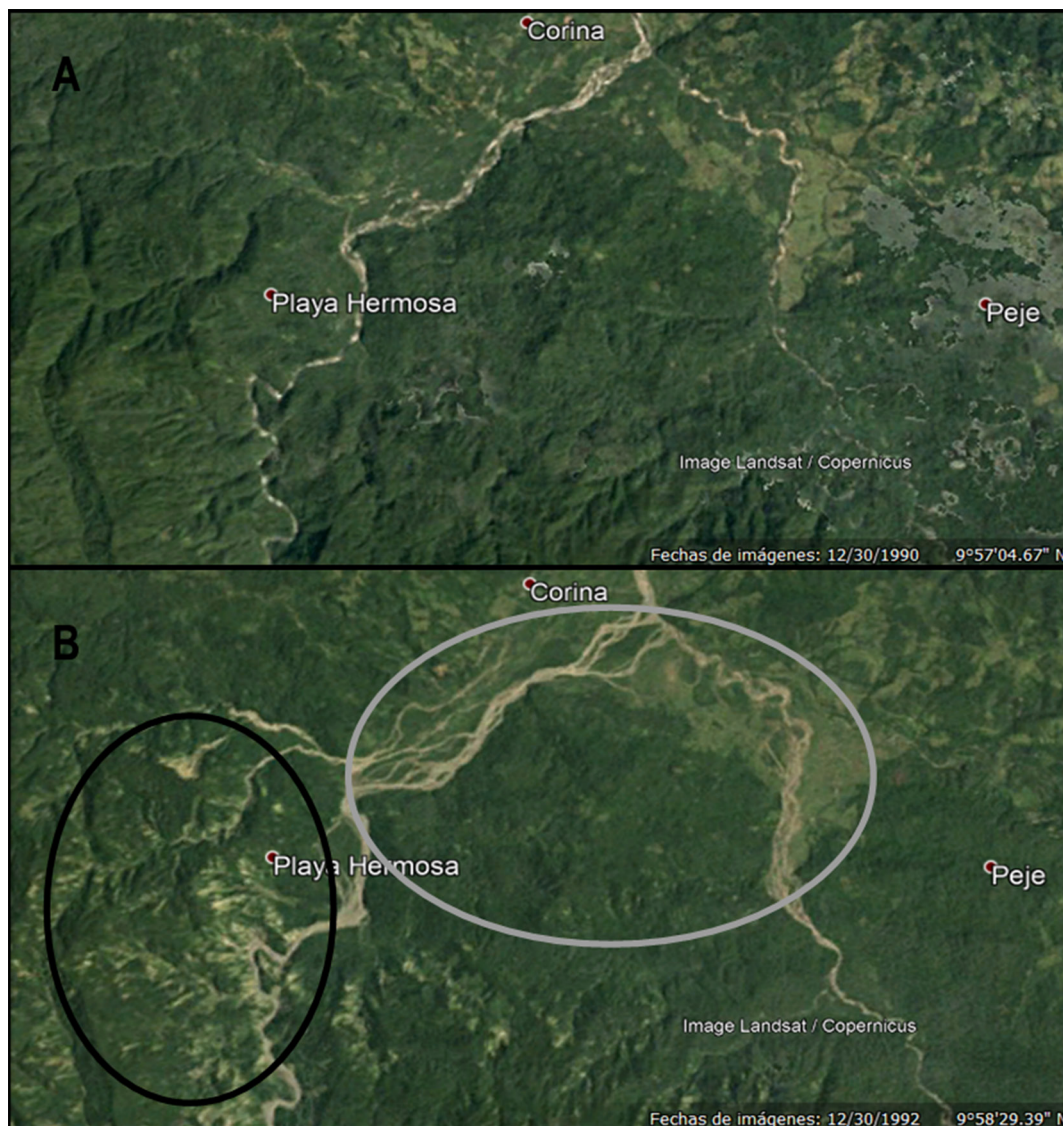 A
Corina
Playa Hermosa
Peje
Image Landsat / Copernicus
Fechas de imágenes: 12/30/1990 9°57'04.67" N
B
Corina
Playa Hermosa
Peje
Image Landsat / Copernicus
Fechas de imágenes: 12/30/1992 9°58'29.39" N